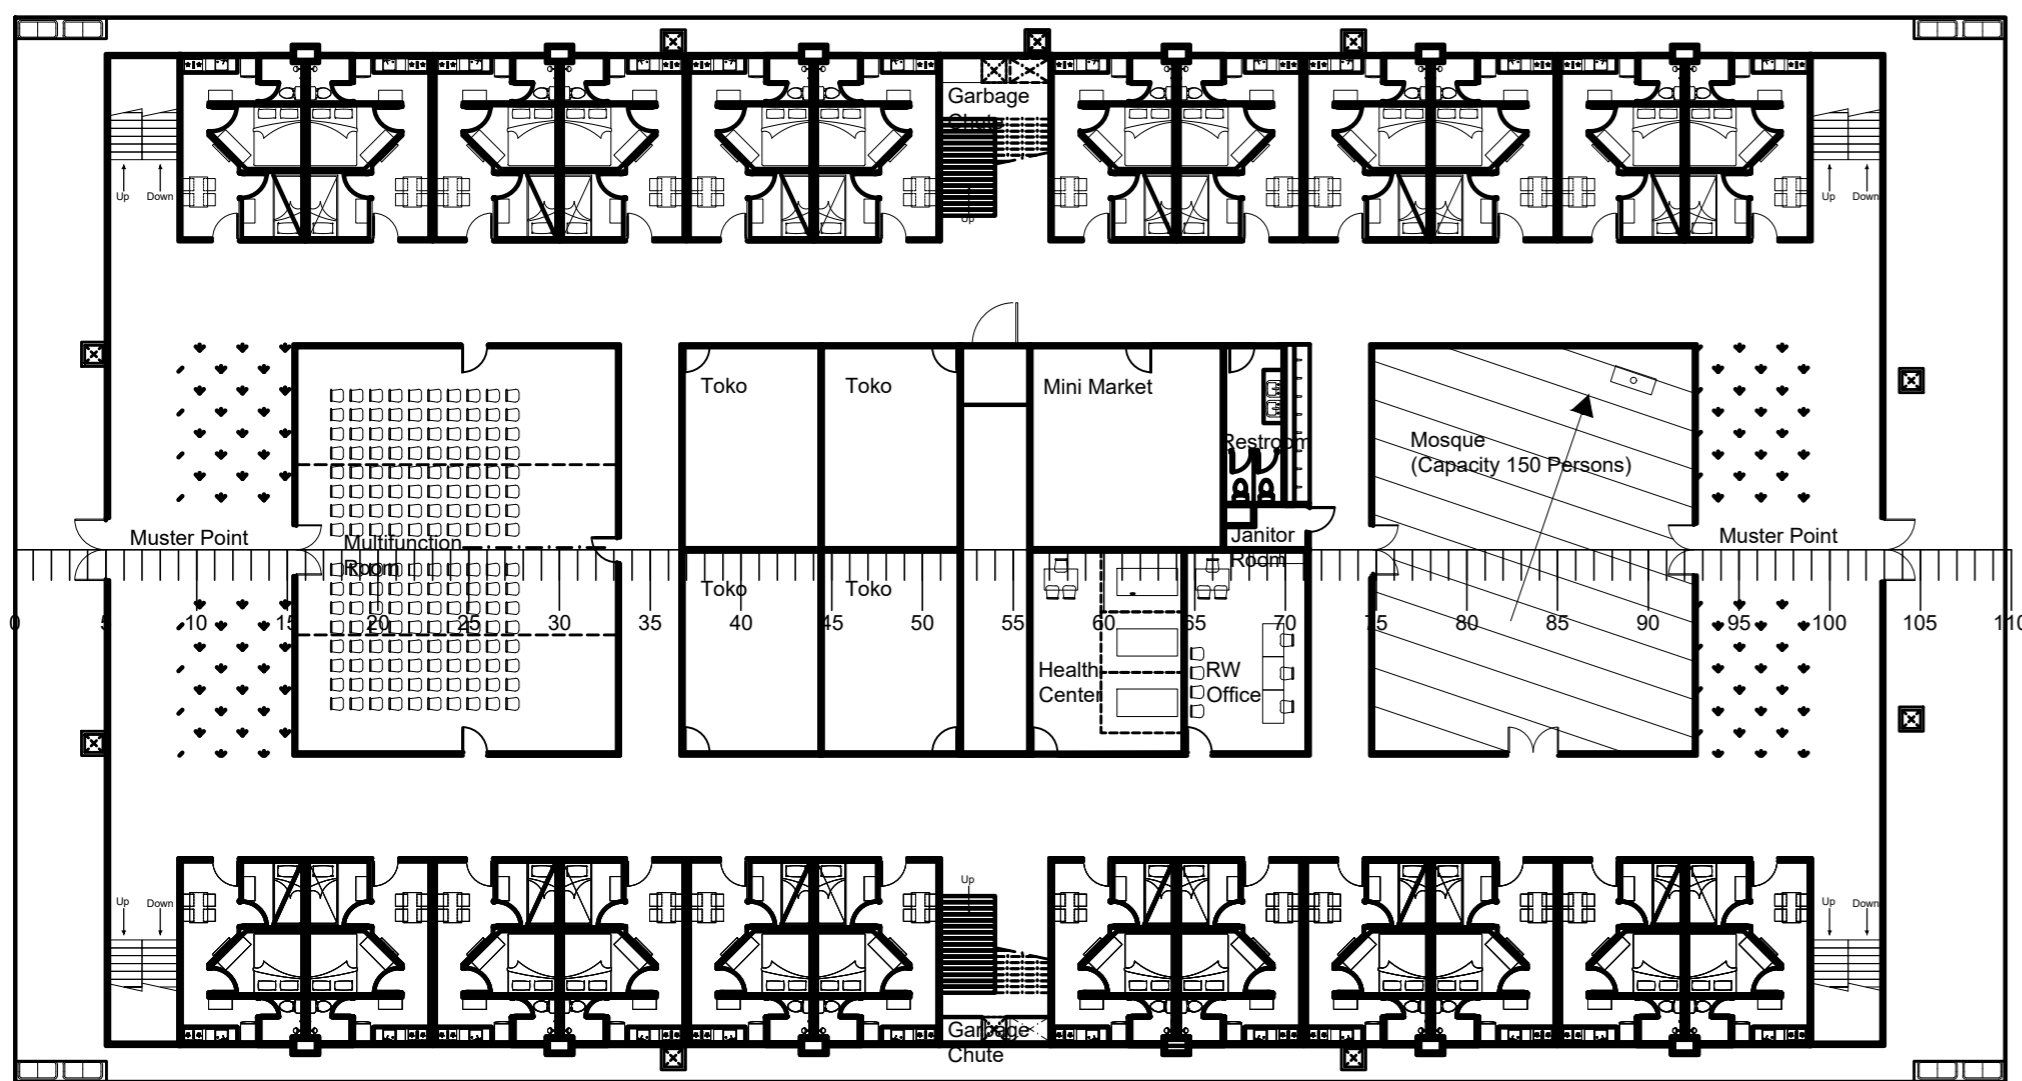 Garbage
Chute
Up
Down
Up
Up
Down
Toko
Toko
Mini Market
Restroom
Mosque
(Capacity 150 Persons)
Muster Point
Multifunction
Room
Janitor
Room
Muster Point
Toko
Toko
0 5 10 15 20 25 30 35 40 45 50 55 60 65 70 75 80 85 90 95 100 105 110
Health
Center
RW
Office
Up
Down
Up
Up
Down
Garbage
Chute